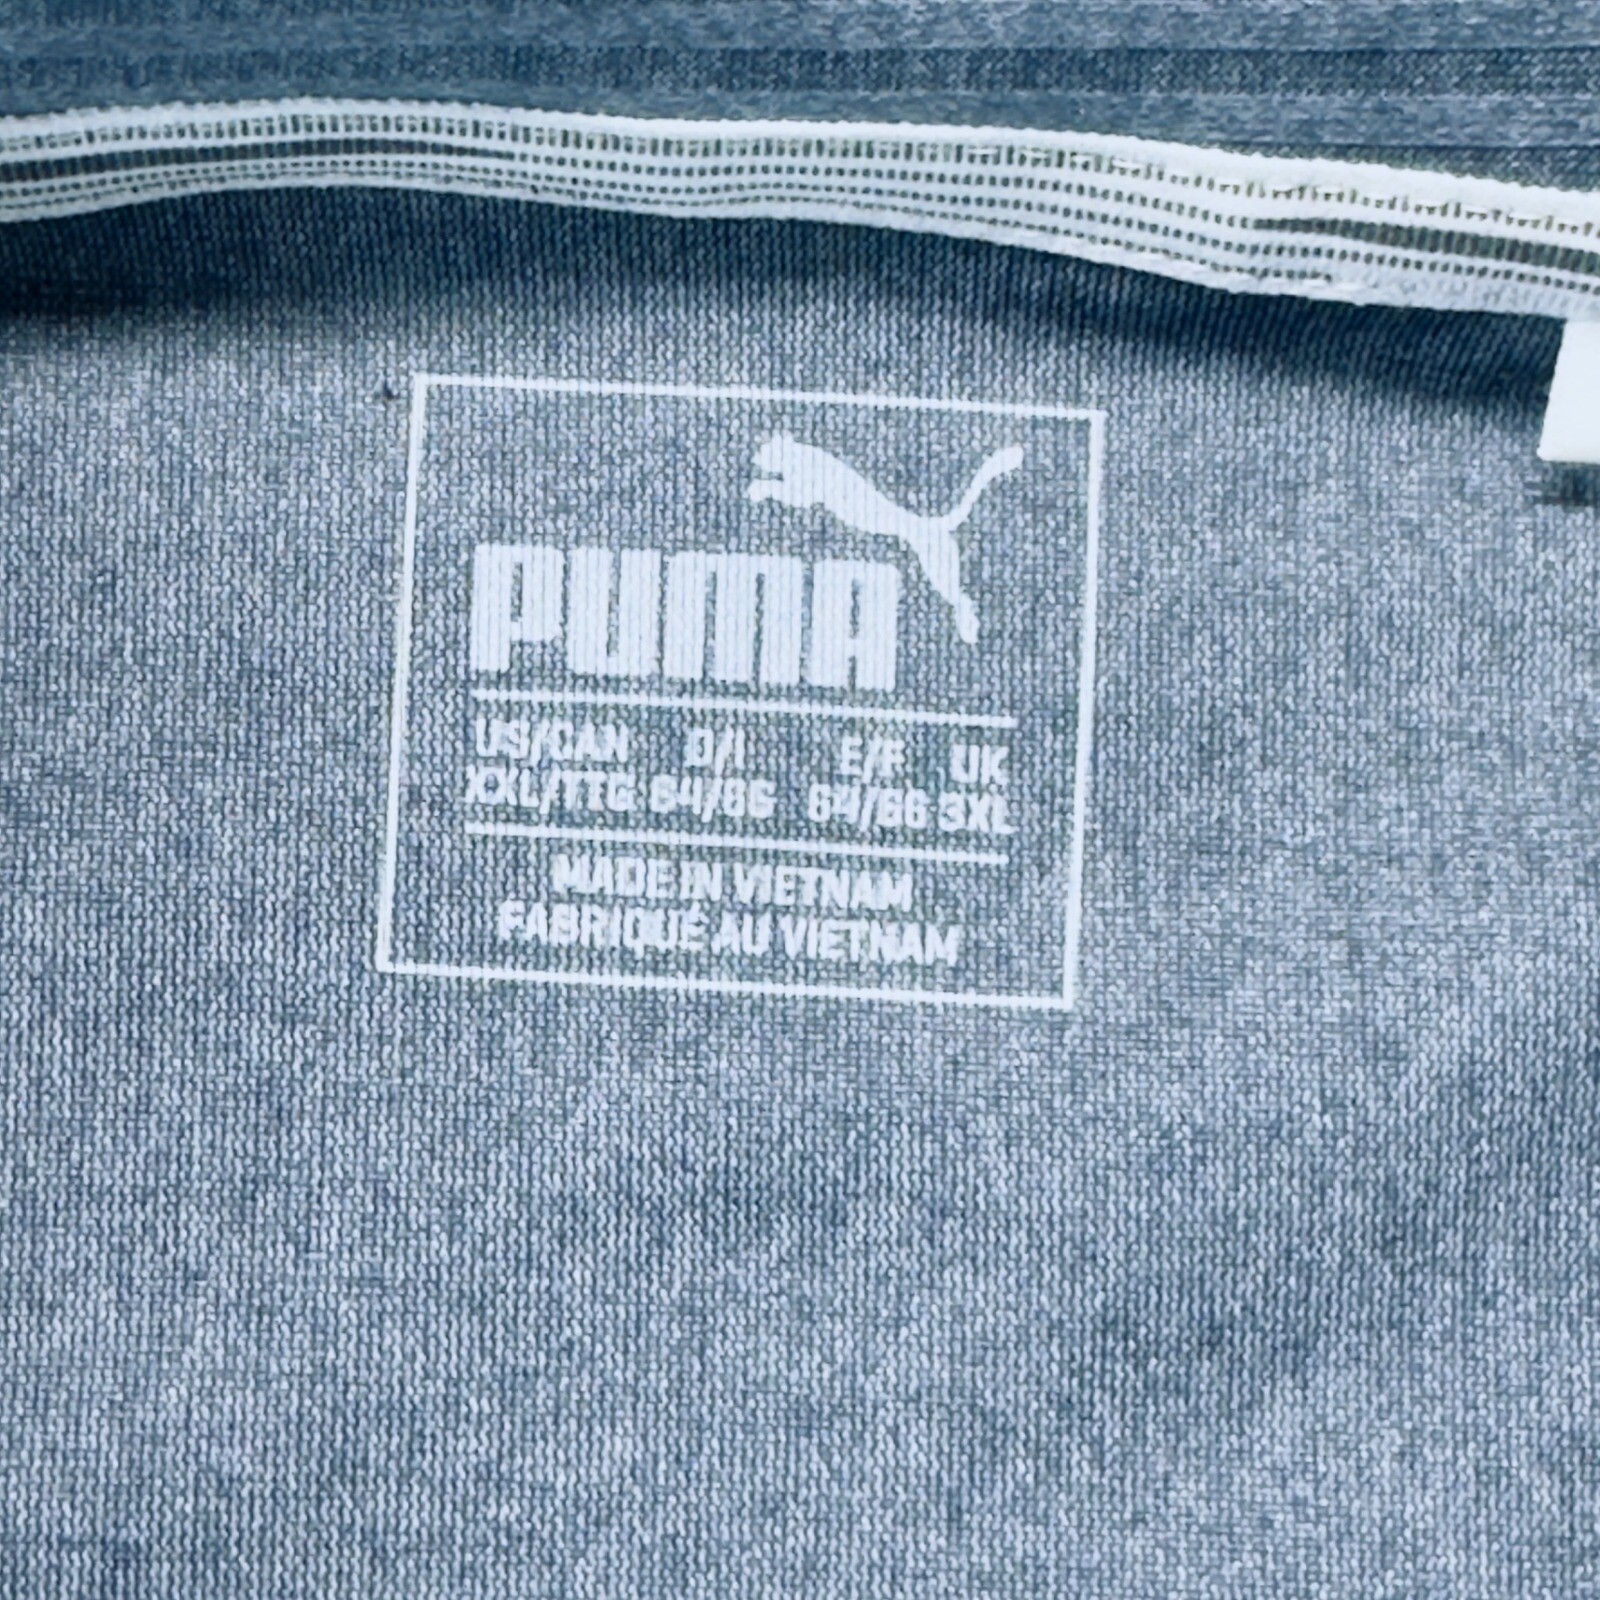 PUMA
US/CAN D/I E/F UK
XXL/TTG 64/66 64/66 3XL
MADE IN VIETNAM
FABRIQUÉ AU VIETNAM